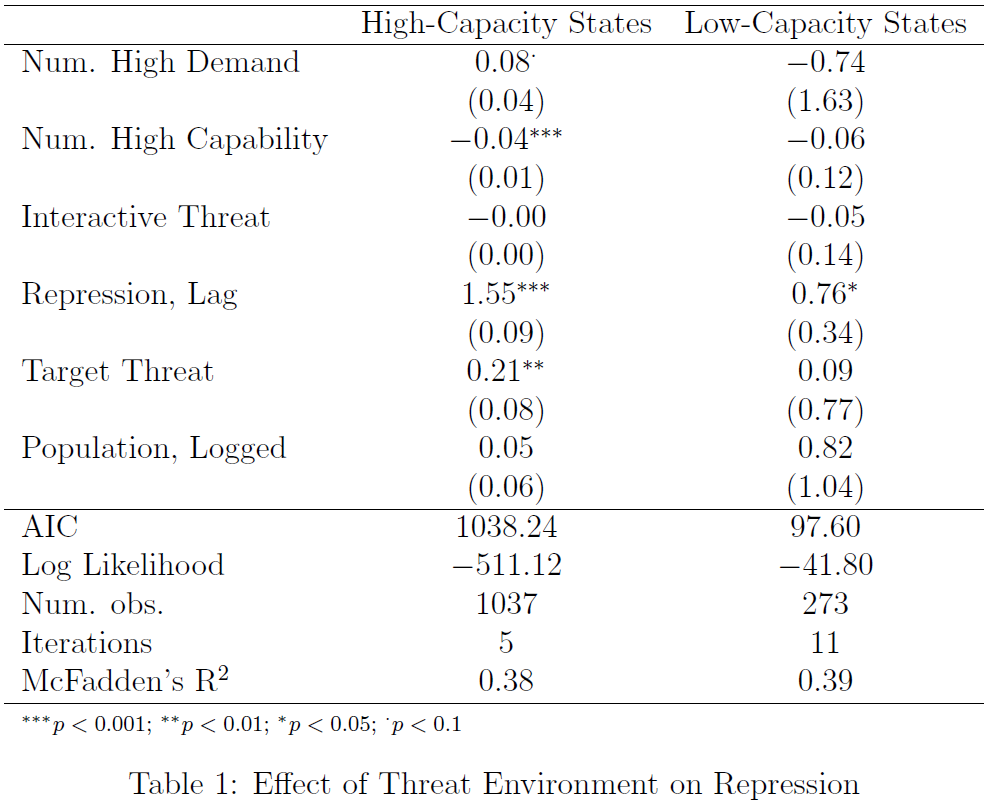 High-Capacity States Low-Capacity States
Num. High Demand 0.08˙ −0.74
(0.04) (1.63)
Num. High Capability −0.04*** −0.06
(0.01) (0.12)
Interactive Threat −0.00 −0.05
(0.00) (0.14)
Repression, Lag 1.55*** 0.76*
(0.09) (0.34)
Target Threat 0.21** 0.09
(0.08) (0.77)
Population, Logged 0.05 0.82
(0.06) (1.04)
AIC 1038.24 97.60
Log Likelihood −511.12 −41.80
Num. obs. 1037 273
Iterations 5 11
McFadden's R² 0.38 0.39
***p < 0.001; **p < 0.01; *p < 0.05; ˙p < 0.1
Table 1: Effect of Threat Environment on Repression